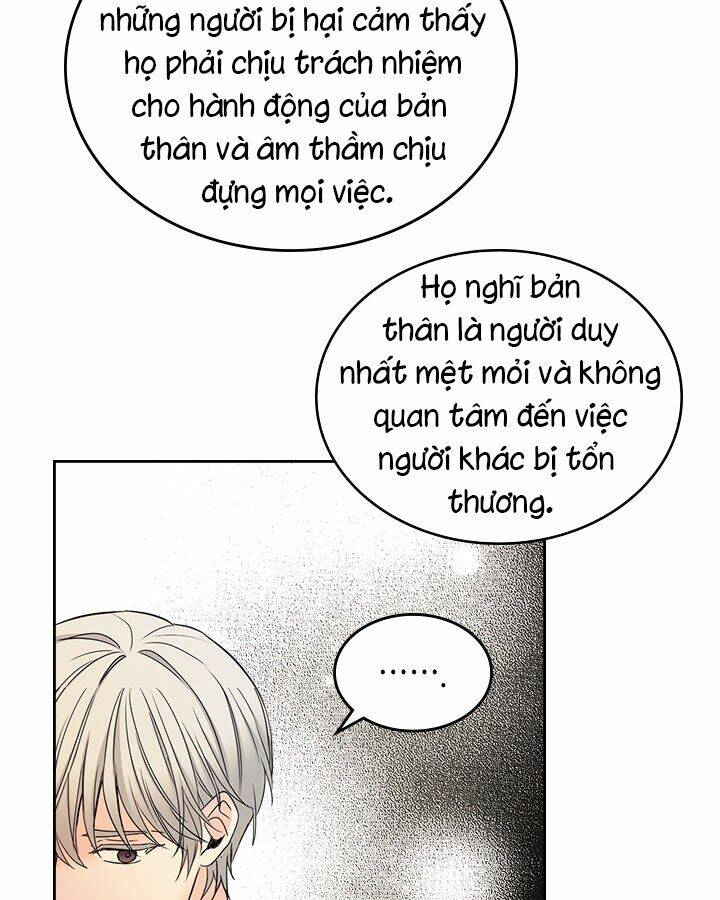 những người bị hại cảm thấy
họ phải chịu trách nhiệm
cho hành động của bản
thân và âm thầm chịu
đựng mọi việc.
Họ nghĩ bản
thân là người duy
nhất mệt mỏi và không
quan tâm đến việc
người khác bị tổn
thương.
.......